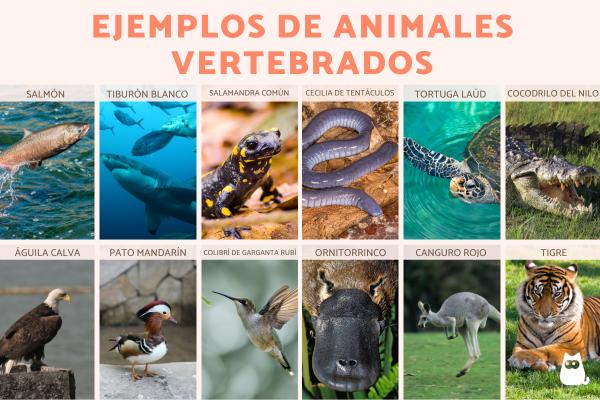 EJEMPLOS DE ANIMALES
VERTEBRADOS
SALMÓN
TIBURÓN BLANCO
SALAMANDRA COMÚN
CECILIA DE TENTÁCULOS
TORTUGA LAÚD
COCODRILO DEL NILO
ÁGUILA CALVA
PATO MANDARÍN
COLIBRÍ DE GARGANTA RUBÍ
ORNITORRINCO
CANGURO ROJO
TIGRE